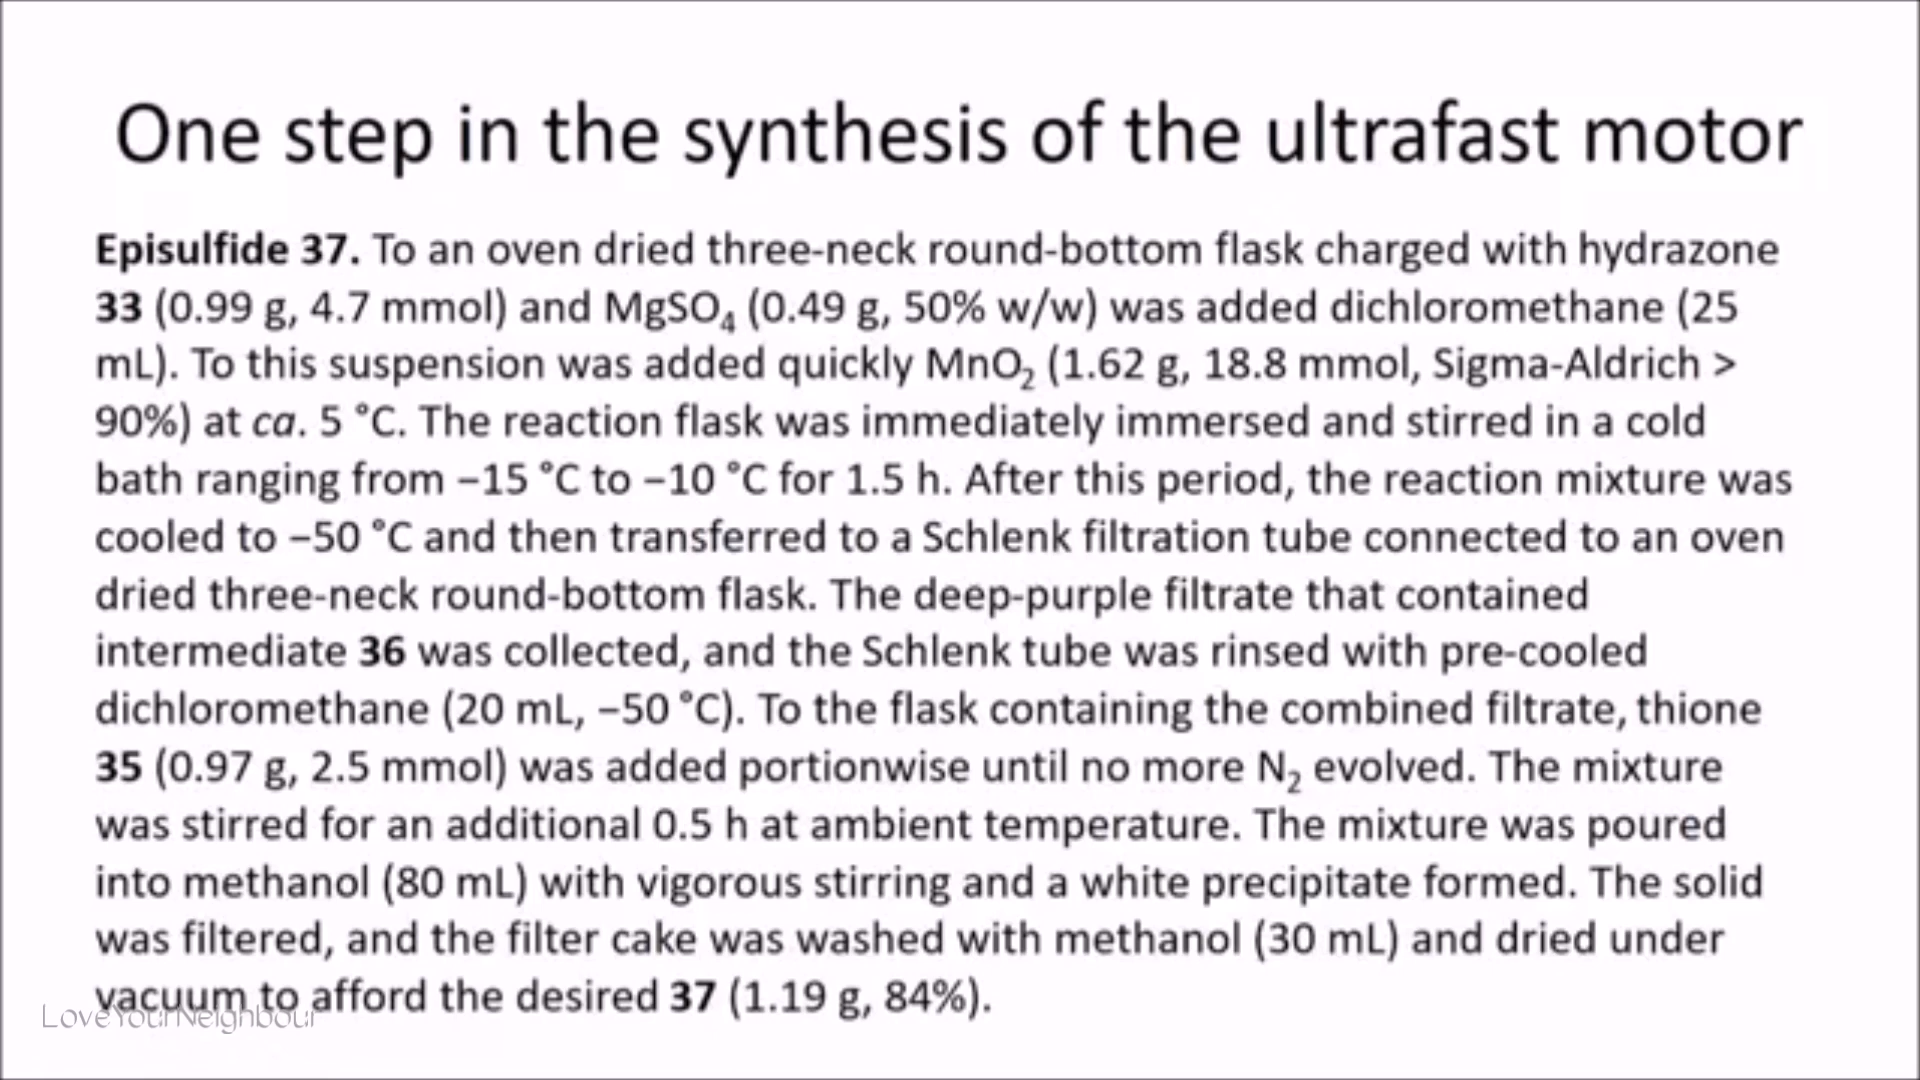 One step in the synthesis of the ultrafast motor
Episulfide 37. To an oven dried three-neck round-bottom flask charged with hydrazone
33 (0.99 g, 4.7 mmol) and MgSO₄ (0.49 g, 50% w/w) was added dichloromethane (25
mL). To this suspension was added quickly MnO₂ (1.62 g, 18.8 mmol, Sigma-Aldrich >
90%) at ca. 5 °C. The reaction flask was immediately immersed and stirred in a cold
bath ranging from −15 °C to −10 °C for 1.5 h. After this period, the reaction mixture was
cooled to −50 °C and then transferred to a Schlenk filtration tube connected to an oven
dried three-neck round-bottom flask. The deep-purple filtrate that contained
intermediate 36 was collected, and the Schlenk tube was rinsed with pre-cooled
dichloromethane (20 mL, −50 °C). To the flask containing the combined filtrate, thione
35 (0.97 g, 2.5 mmol) was added portionwise until no more N₂ evolved. The mixture
was stirred for an additional 0.5 h at ambient temperature. The mixture was poured
into methanol (80 mL) with vigorous stirring and a white precipitate formed. The solid
was filtered, and the filter cake was washed with methanol (30 mL) and dried under
vacuum to afford the desired 37 (1.19 g, 84%).
LoveYourNeighbour